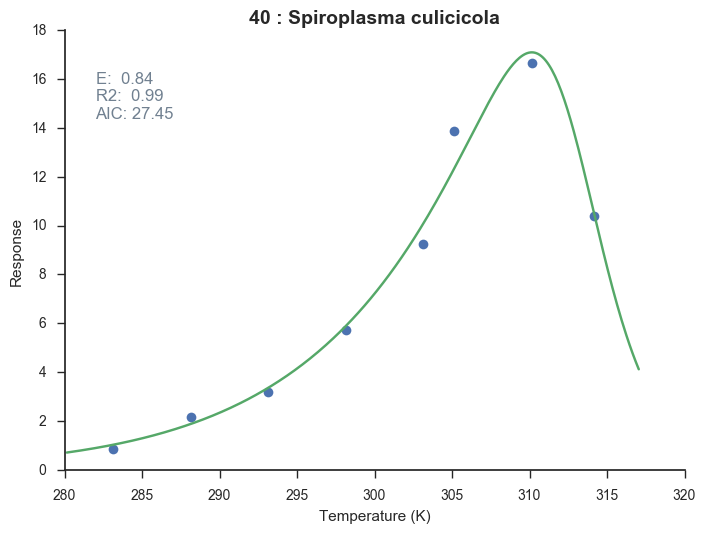 40 : Spiroplasma culicicola
E:  0.84
R2:  0.99
AIC: 27.45
Response
18
16
14
12
10
8
6
4
2
0
280 285 290 295 300 305 310 315 320
Temperature (K)